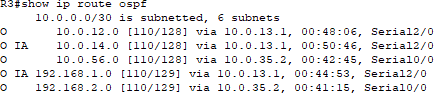 R3#show ip route ospf
     10.0.0.0/30 is subnetted, 6 subnets
O       10.0.12.0 [110/128] via 10.0.13.1, 00:48:06, Serial2/0
O IA    10.0.14.0 [110/128] via 10.0.13.1, 00:50:46, Serial2/0
O       10.0.56.0 [110/128] via 10.0.35.2, 00:42:45, Serial0/0
O IA 192.168.1.0 [110/129] via 10.0.13.1, 00:44:53, Serial2/0
O    192.168.2.0 [110/129] via 10.0.35.2, 00:41:15, Serial0/0